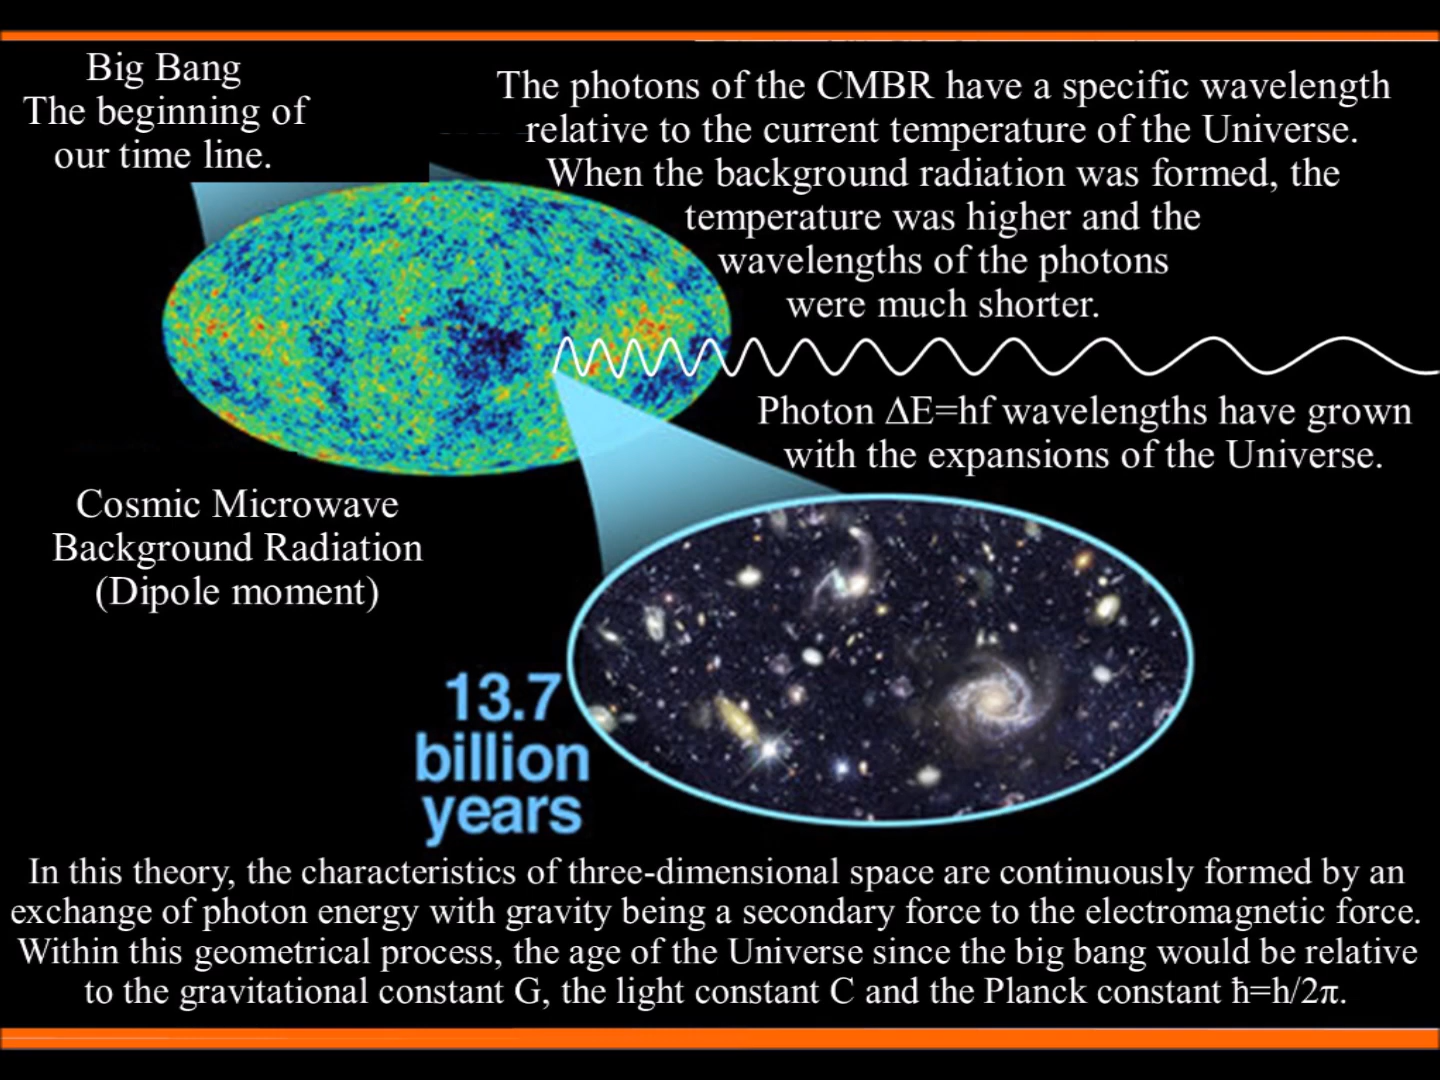 Big Bang
The beginning of
our time line.
The photons of the CMBR have a specific wavelength
relative to the current temperature of the Universe.
When the background radiation was formed, the
temperature was higher and the
wavelengths of the photons
were much shorter.
Photon ΔE=hf wavelengths have grown
with the expansions of the Universe.
Cosmic Microwave
Background Radiation
(Dipole moment)
13.7
billion
years
In this theory, the characteristics of three-dimensional space are continuously formed by an
exchange of photon energy with gravity being a secondary force to the electromagnetic force.
Within this geometrical process, the age of the Universe since the big bang would be relative
to the gravitational constant G, the light constant C and the Planck constant ħ=h/2π.